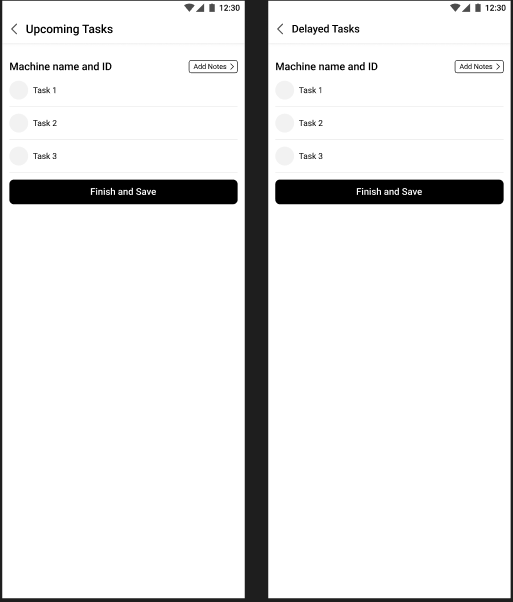 12:30
Upcoming Tasks
Machine name and ID
Add Notes
Task 1
Task 2
Task 3
Finish and Save
12:30
Delayed Tasks
Machine name and ID
Add Notes
Task 1
Task 2
Task 3
Finish and Save